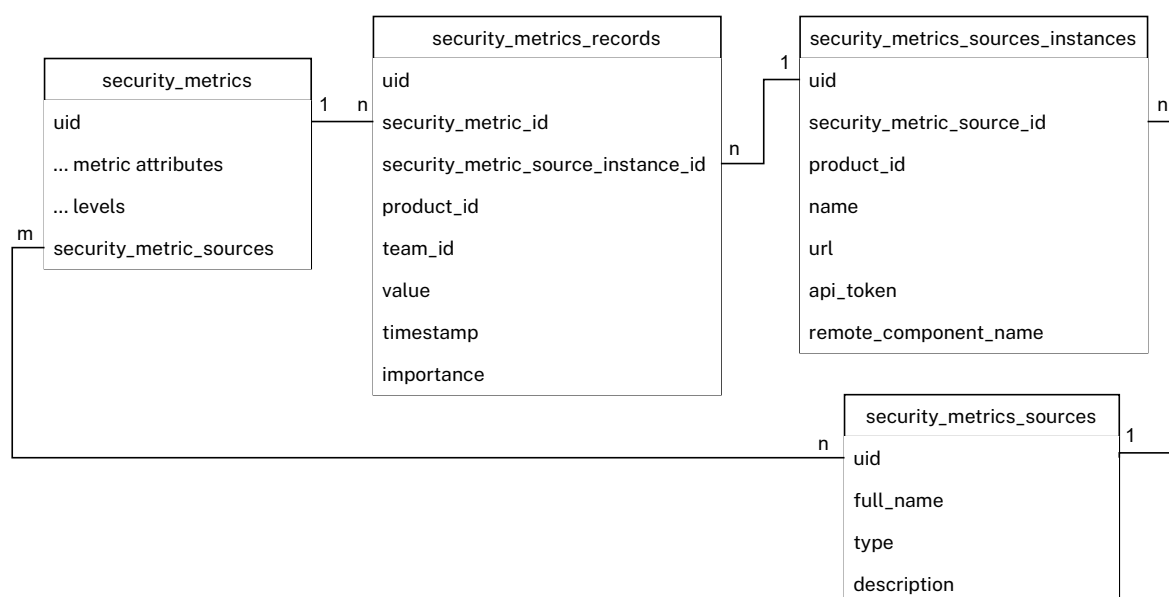 security_metrics
uid
... metric attributes
... levels
security_metric_sources
1
n
m
security_metrics_records
uid
security_metric_id
security_metric_source_instance_id
product_id
team_id
value
timestamp
importance
n
1
security_metrics_sources_instances
uid
security_metric_source_id
product_id
name
url
api_token
remote_component_name
n
security_metrics_sources
uid
full_name
type
description
n
1